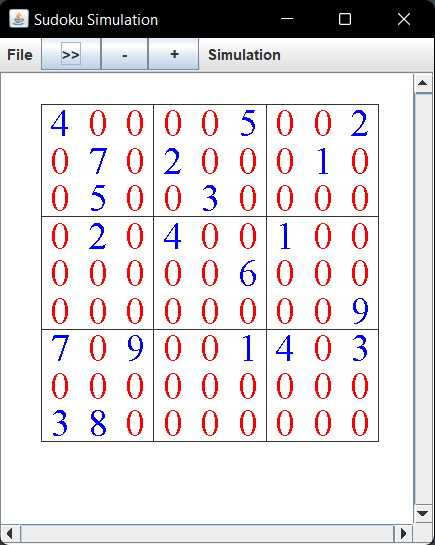 Sudoku Simulation
File >> - + Simulation
4 0 0 0 0 5 0 0 2
0 7 0 2 0 0 0 1 0
0 5 0 0 3 0 0 0 0
0 2 0 4 0 0 1 0 0
0 0 0 0 0 6 0 0 0
0 0 0 0 0 0 0 0 9
7 0 9 0 0 1 4 0 3
0 0 0 0 0 0 0 0 0
3 8 0 0 0 0 0 0 0